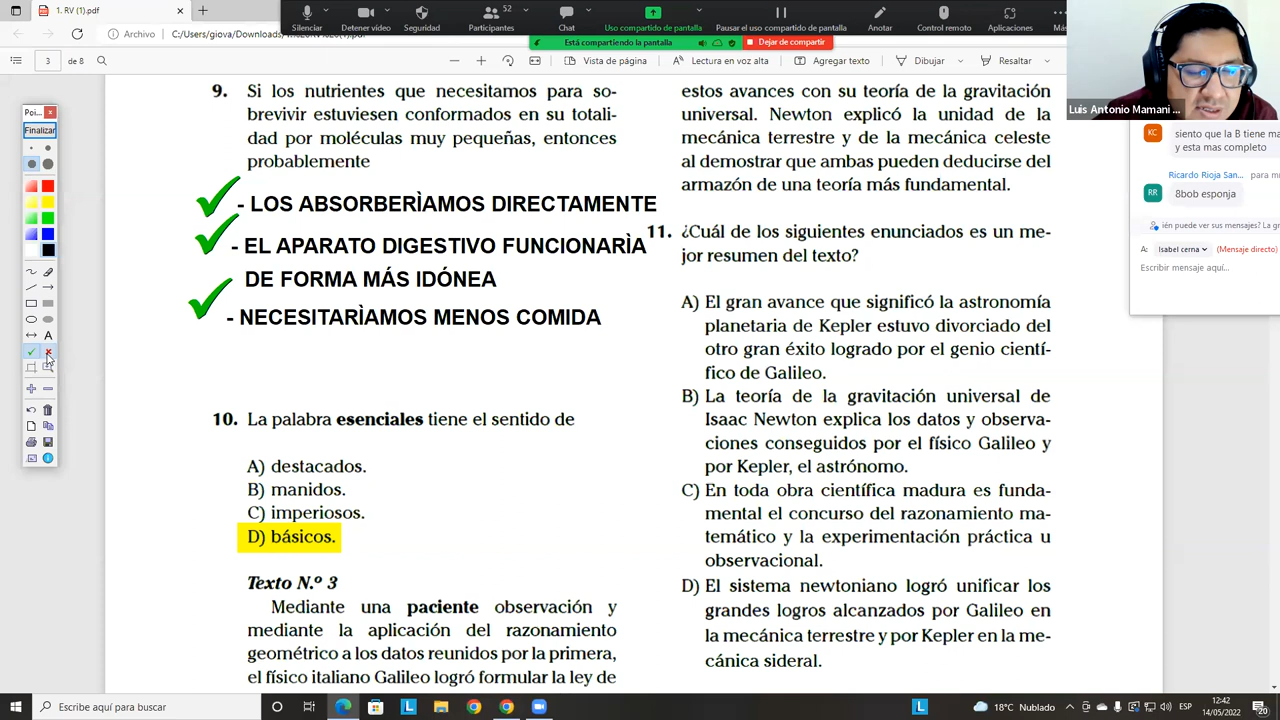 1. RV (1).pdf
Archivo
C:/Users/giova/Downloads/
3
de 8
Silenciar
Detener video
Seguridad
Participantes
52
Chat
Uso compartido de pantalla
Pausar el uso compartido de pantalla
Anotar
Control remoto
Aplicaciones
Más
Está compartiendo la pantalla
Dejar de compartir
Vista de página
Lectura en voz alta
Agregar texto
Dibujar
Resaltar
Luis Antonio Mamani ...
KC
siento que la B tiene ma
y esta mas completo
Ricardo Rioja San...
para m
RR
8bob esponja
ién puede ver sus mensajes? La g
A:
Isabel cerna
(Mensaje directo)
Escribir mensaje aquí...
Poi...
Finalizar
9. Si los nutrientes que necesitamos para so-
brevivir estuviesen conformados en su totali-
dad por moléculas muy pequeñas, entonces
probablemente
- LOS ABSORBERÌAMOS DIRECTAMENTE
- EL APARATO DIGESTIVO FUNCIONARÌA
DE FORMA MÁS IDÓNEA
- NECESITARÌAMOS MENOS COMIDA
10. La palabra esenciales tiene el sentido de
A) destacados.
B) manidos.
C) imperiosos.
D) básicos.
Texto N.º 3
Mediante una paciente observación y
mediante la aplicación del razonamiento
geométrico a los datos reunidos por la primera,
el físico italiano Galileo logró formular la ley de
estos avances con su teoría de la gravitación
universal. Newton explicó la unidad de la
mecánica terrestre y de la mecánica celeste
al demostrar que ambas pueden deducirse del
armazón de una teoría más fundamental.
11. ¿Cuál de los siguientes enunciados es un me-
jor resumen del texto?
A) El gran avance que significó la astronomía
planetaria de Kepler estuvo divorciado del
otro gran éxito logrado por el genio cientí-
fico de Galileo.
B) La teoría de la gravitación universal de
Isaac Newton explica los datos y observa-
ciones conseguidos por el físico Galileo y
por Kepler, el astrónomo.
C) En toda obra científica madura es funda-
mental el concurso del razonamiento ma-
temático y la experimentación práctica u
observacional.
D) El sistema newtoniano logró unificar los
grandes logros alcanzados por Galileo en
la mecánica terrestre y por Kepler en la me-
cánica sideral.
Escribe aquí para buscar
18°C Nublado
ESP
12:42
14/05/2022
20